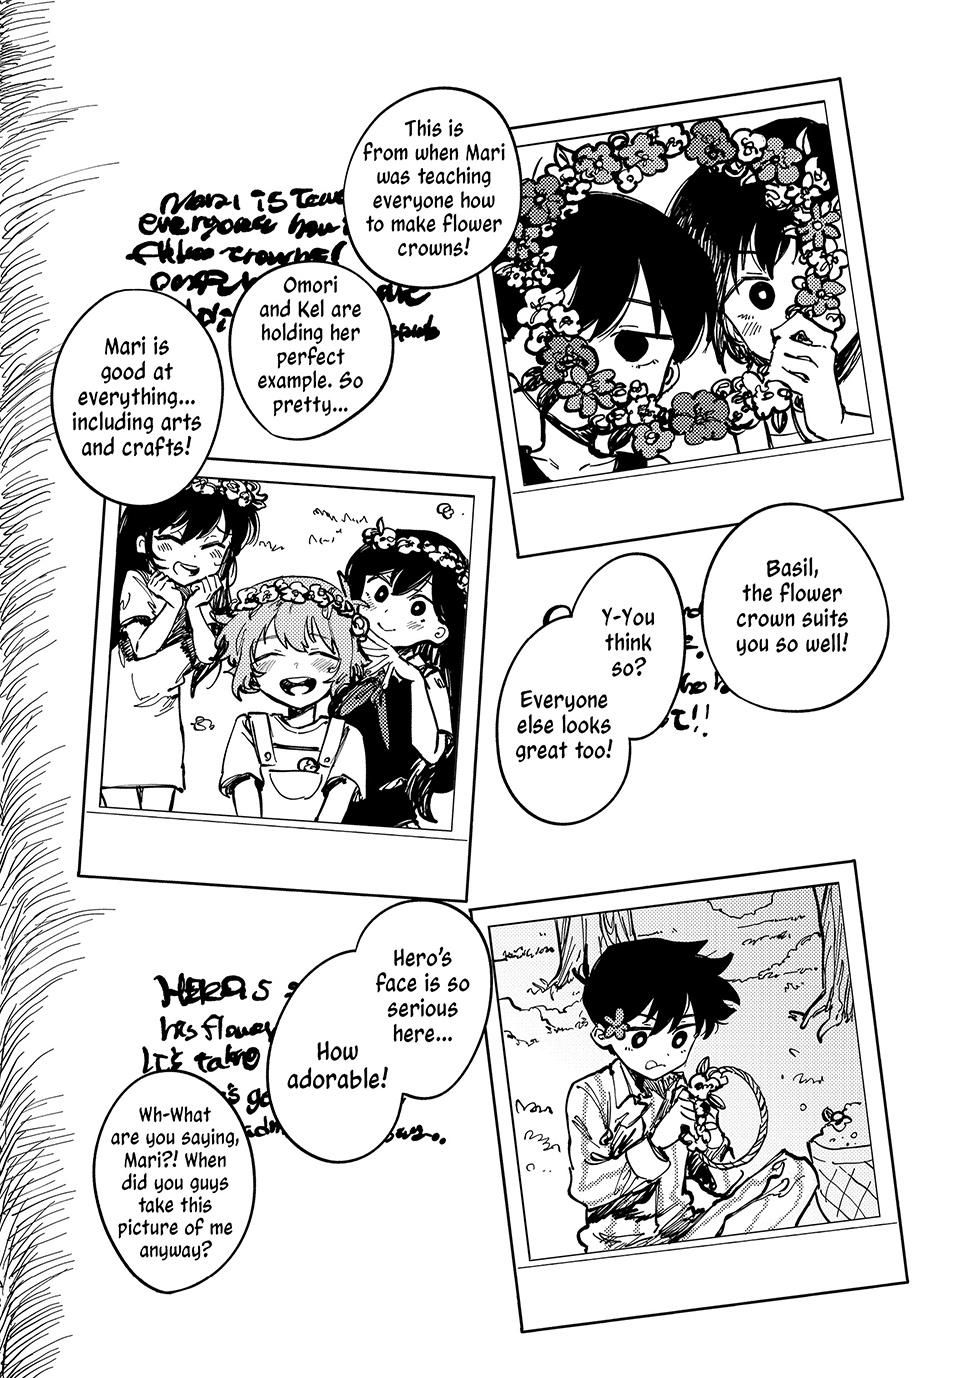 This is
from when Mari
was teaching
everyone how
to make flower
crowns!
Omori
and Kel are
holding her
perfect
example. So
pretty...
Mari is
good at
everything...
including arts
and crafts!
MARI IS
everyone how
Basil,
the flower
crown suits
you so well!
Y-You
think
so?
Everyone
else looks
great too!
Hero's
face is so
serious
here...
How
adorable!
HERO is
his flower
It's take
Wh-What
are you saying,
Mari?! When
did you guys
take this
picture of me
anyway?